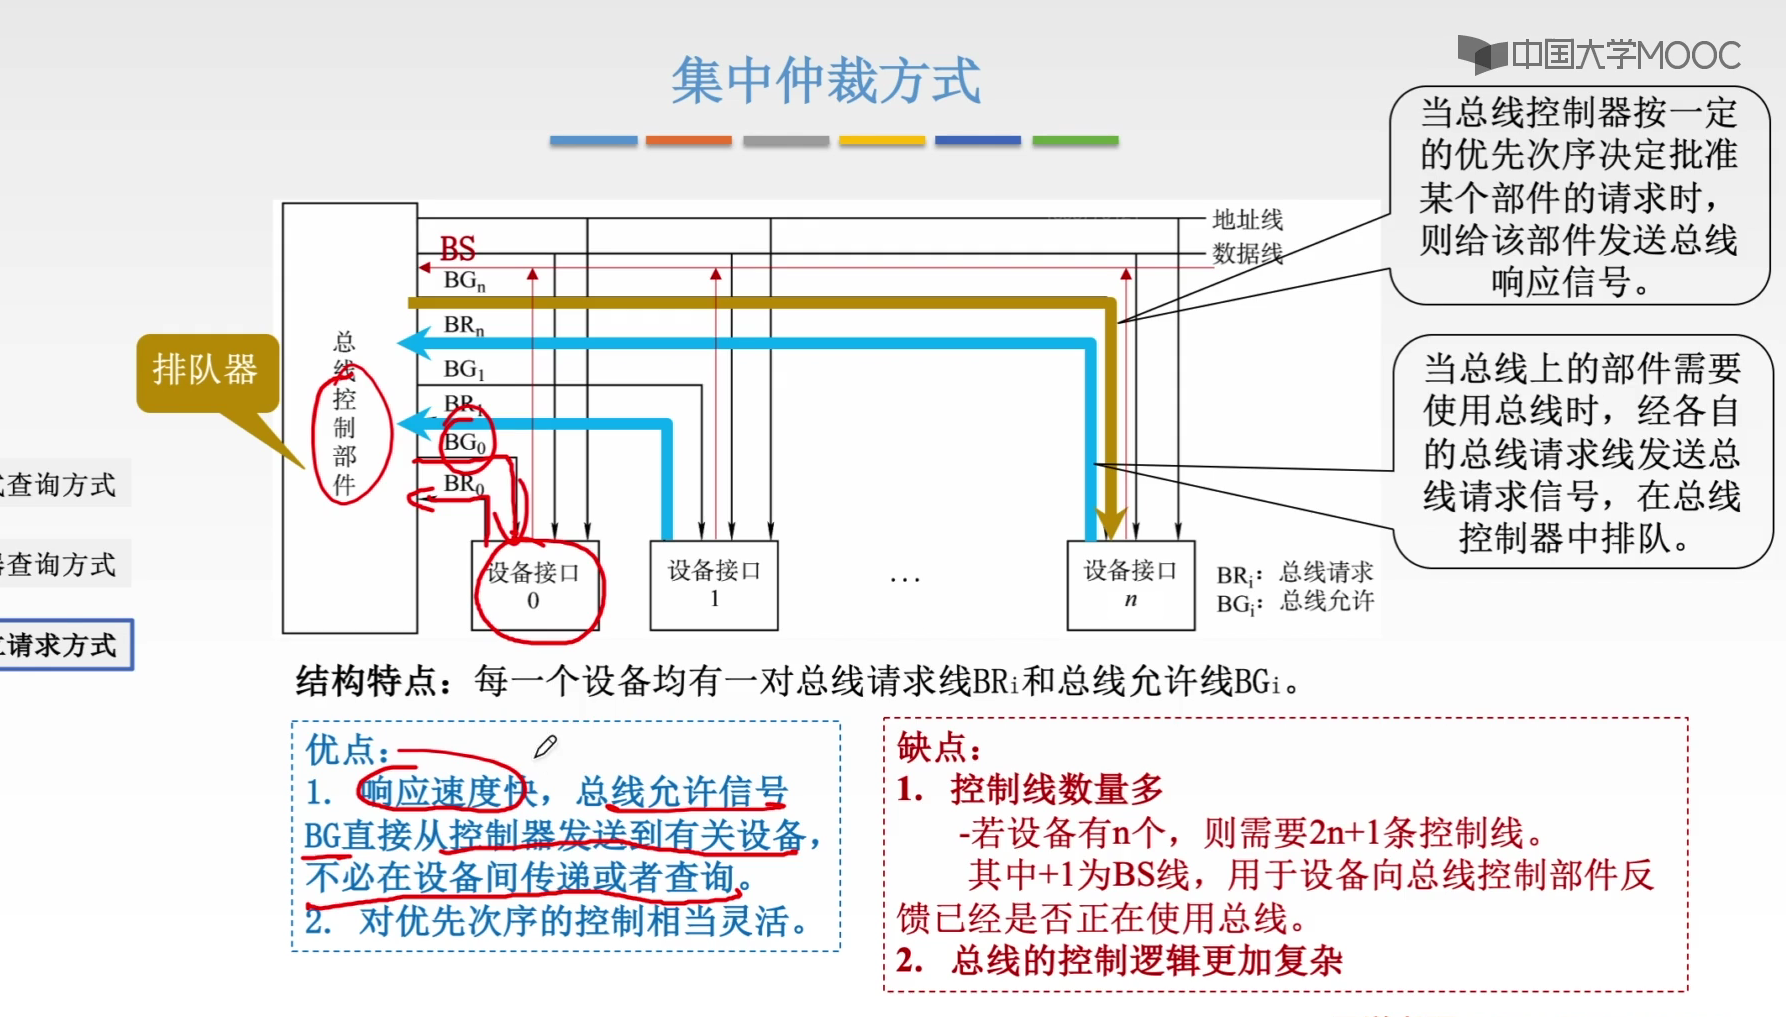 中国大学MOOC
集中仲裁方式
当总线控制器按一定
的优先次序决定批准
某个部件的请求时，
则给该部件发送总线
响应信号。
地址线
BS
数据线
BGn
BRn
总线控制部件
排队器
BG1
BR1
BG0
BR0
当总线上的部件需要
使用总线时，经各自
的总线请求线发送总
线请求信号，在总线
控制器中排队。
查询方式
查询方式
请求方式
设备接口
0
设备接口
1
...
设备接口
n
BRi：总线请求
BGi：总线允许
结构特点：每一个设备均有一对总线请求线BRi和总线允许线BGi。
优点：
1. 响应速度快，总线允许信号
BG直接从控制器发送到有关设备，
不必在设备间传递或者查询。
2. 对优先次序的控制相当灵活。
缺点：
1. 控制线数量多
-若设备有n个，则需要2n+1条控制线。
其中+1为BS线，用于设备向总线控制部件反
馈已经是否正在使用总线。
2. 总线的控制逻辑更加复杂